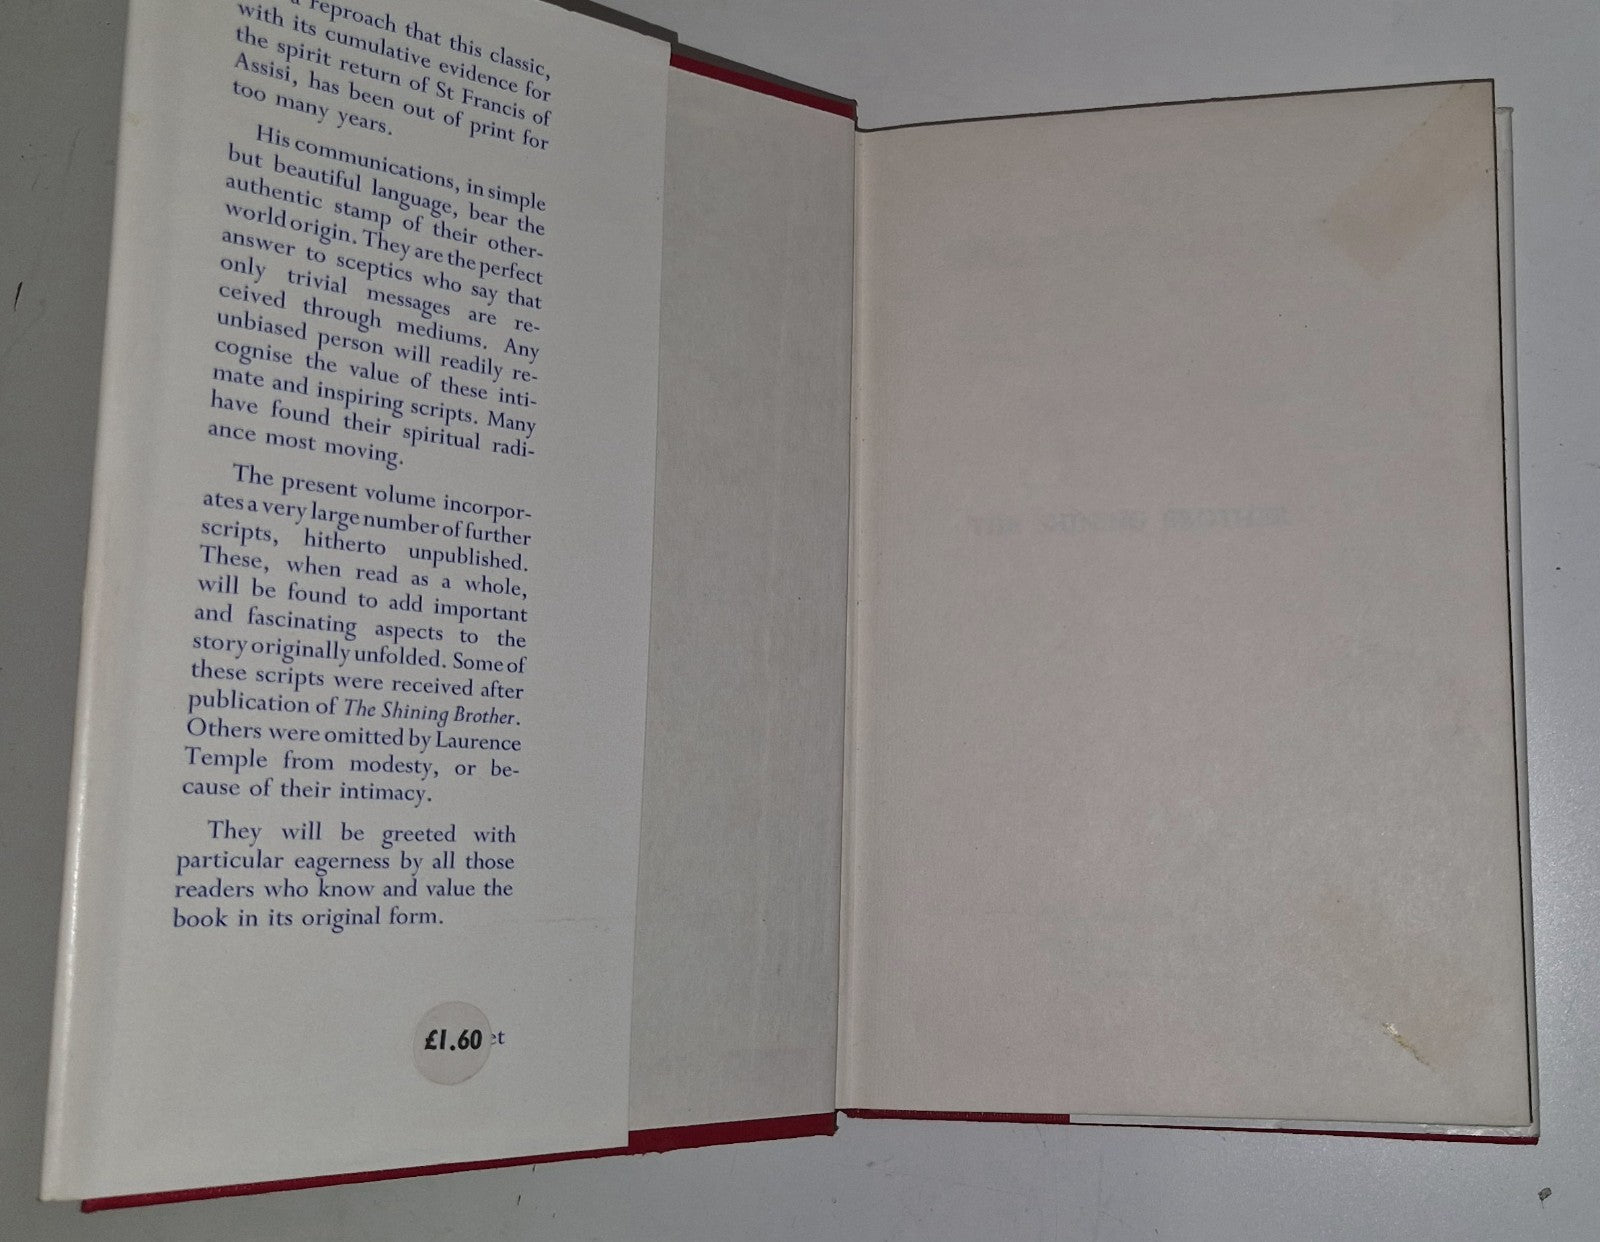 a reproach that this classic,
with its cumulative evidence for
the spirit return of St Francis of
Assisi, has been out of print for
too many years.
His communications, in simple
but beautiful language, bear the
authentic stamp of their other-
world origin. They are the perfect
answer to sceptics who say that
only trivial messages are re-
ceived through mediums. Any
unbiased person will readily re-
cognise the value of these inti-
mate and inspiring scripts. Many
have found their spiritual radi-
ance most moving.
The present volume incorpor-
ates a very large number of further
scripts, hitherto unpublished.
These, when read as a whole,
will be found to add important
and fascinating aspects to the
story originally unfolded. Some of
these scripts were received after
publication of The Shining Brother.
Others were omitted by Laurence
Temple from modesty, or be-
cause of their intimacy.
They will be greeted with
particular eagerness by all those
readers who know and value the
book in its original form.
£1.60 et
THE SHINING BROTHER